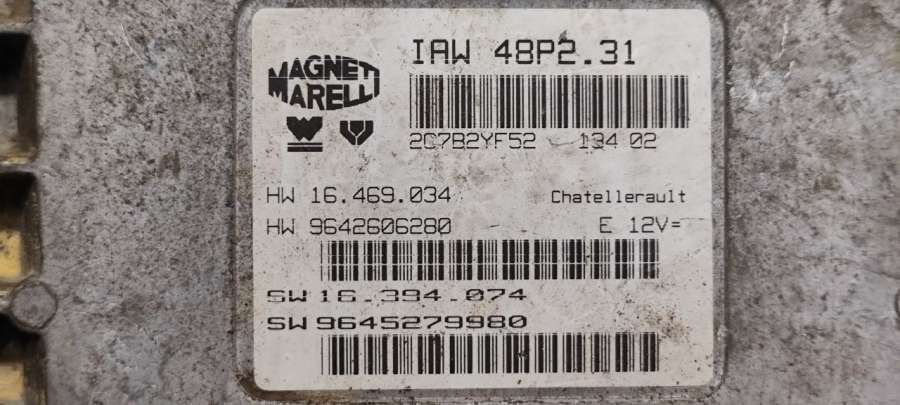 MAGNETI
MARELLI
IAW 48P2.31
2C7B2YF52 134 02
HW 16.469.034 Chatellerault
HW 9642606280 E 12V=
SW 16.394.074
SW 9645279980